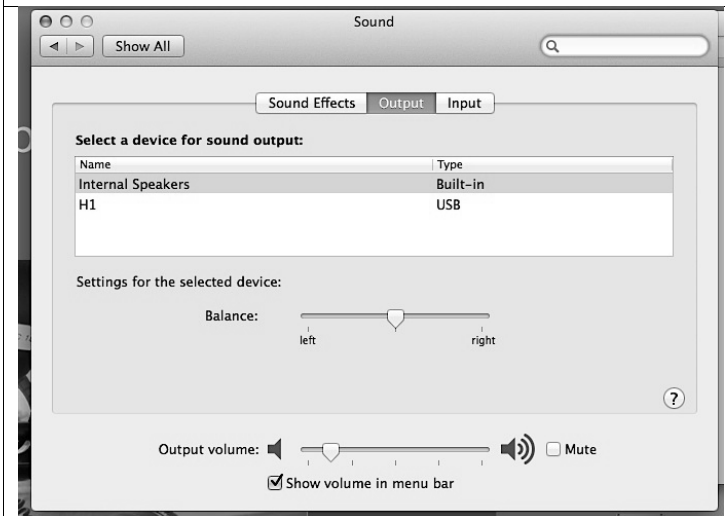 Sound
Show All
Sound Effects Output Input
Select a device for sound output:
Name Type
Internal Speakers Built-in
H1 USB
Settings for the selected device:
Balance:
left right
?
Output volume: Mute
Show volume in menu bar